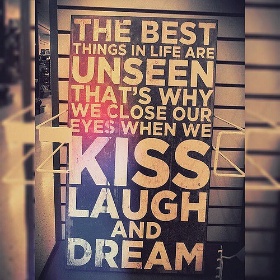 THE BEST
THINGS IN LIFE ARE
UNSEEN
THAT'S WHY
WE CLOSE OUR
EYES WHEN WE
KISS
LAUGH
AND
DREAM